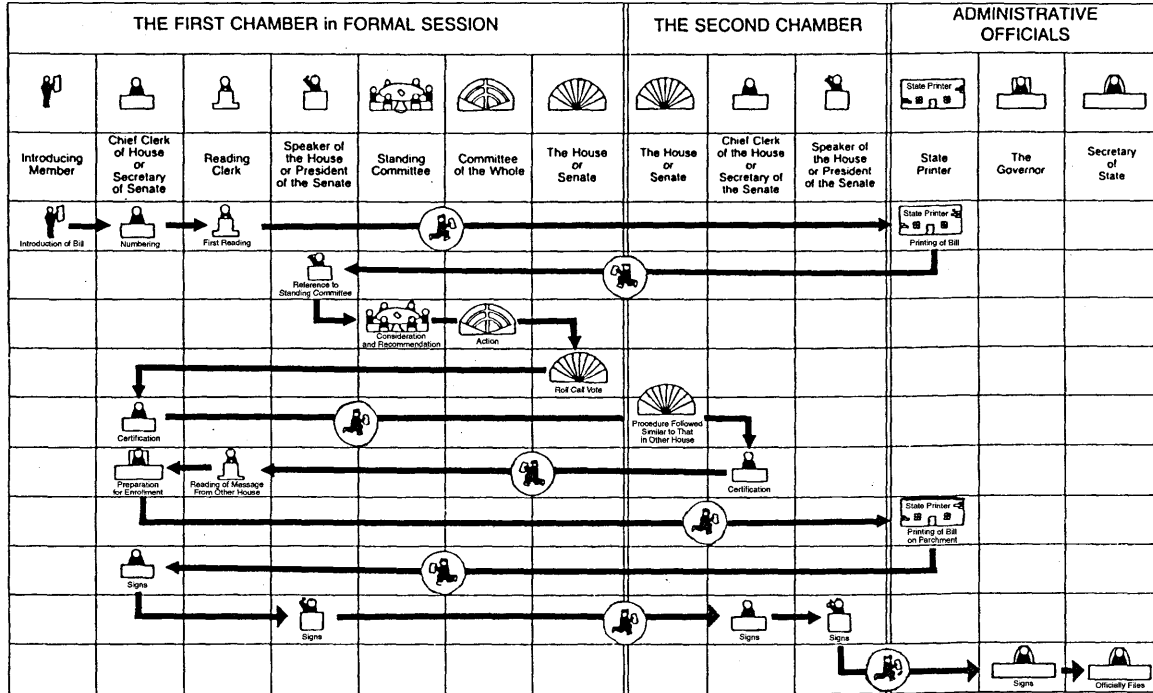 THE FIRST CHAMBER in FORMAL SESSION
THE SECOND CHAMBER
ADMINISTRATIVE
OFFICIALS
State Printer
Introducing
Member
Chief Clerk
of House
or
Secretary
of Senate
Reading
Clerk
Speaker of
the House
or President
of the Senate
Standing
Committee
Committee
of the Whole
The House
or
Senate
The House
or
Senate
Chief Clerk
of the House
or
Secretary of
the Senate
Speaker of
the House
or President
of the Senate
State
Printer
The
Governor
Secretary
of
State
Introduction of Bill
Numbering
First Reading
State Printer
Printing of Bill
Reference to
Standing Committee
Consideration
and Recommendation
Action
Roll Call Vote
Certification
Procedure Followed
Similar to That
in Other House
Preparation
for Enrollment
Reading of Message
From Other House
Certification
State Printer
Printing of Bill
on Parchment
Signs
Signs
Signs
Signs
Signs
Officially Files